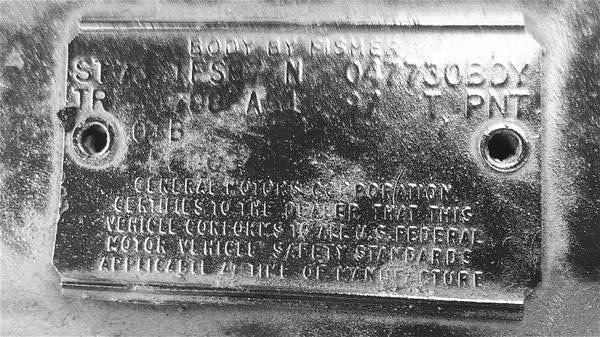 BODY BY FISHER
ST 73 N 047730 BDY
TR T PNT
GENERAL MOTORS CORPORATION
CERTIFIES TO THE DEALER THAT THIS
VEHICLE CONFORMS TO ALL U.S. FEDERAL
MOTOR VEHICLE SAFETY STANDARDS
APPLICABLE AT TIME OF MANUFACTURE